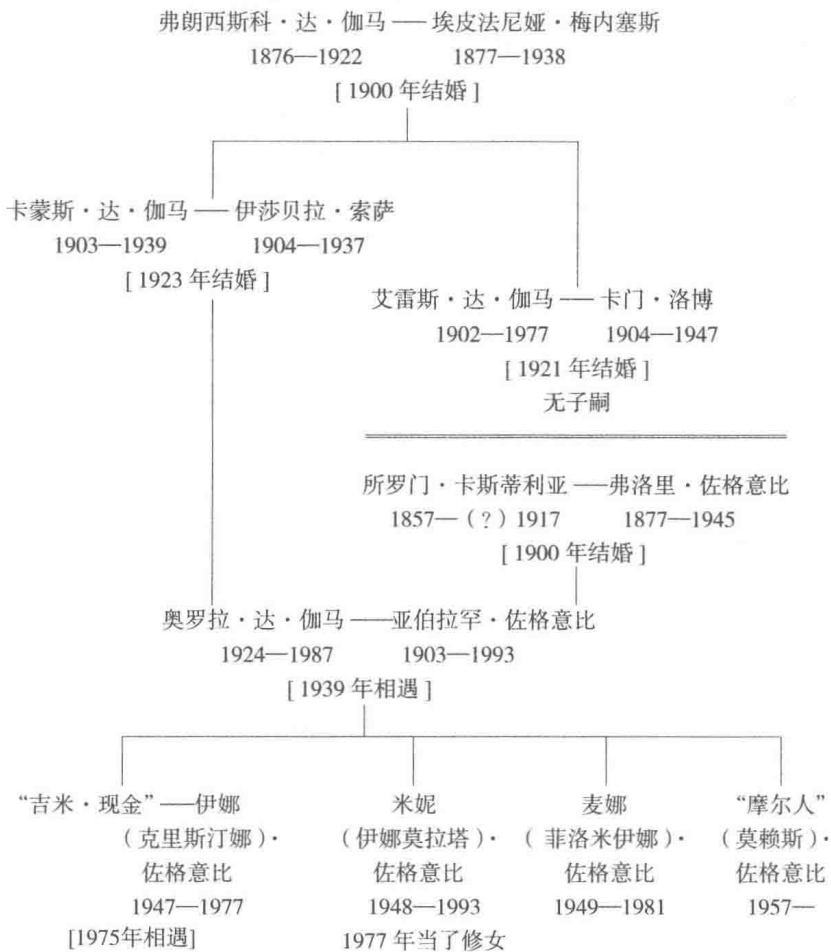 弗朗西斯科·达·伽马——埃皮法尼娅·梅内塞斯
1876—1922 1877—1938
[1900 年结婚]
卡蒙斯·达·伽马——伊莎贝拉·索萨
1903—1939 1904—1937
[1923 年结婚]
艾雷斯·达·伽马——卡门·洛博
1902—1977 1904—1947
[1921 年结婚]
无子嗣
所罗门·卡斯蒂利亚——弗洛里·佐格意比
1857—(?)1917 1877—1945
[1900 年结婚]
奥罗拉·达·伽马——亚伯拉罕·佐格意比
1924—1987 1903—1993
[1939 年相遇]
“吉米·现金”——伊娜 米妮 麦娜 “摩尔人”
(克里斯汀娜)· (伊娜莫拉塔)· (菲洛米伊娜)· (莫赖斯)·
佐格意比 佐格意比 佐格意比 佐格意比
1947—1977 1948—1993 1949—1981 1957—
[1975年相遇] 1977 年当了修女